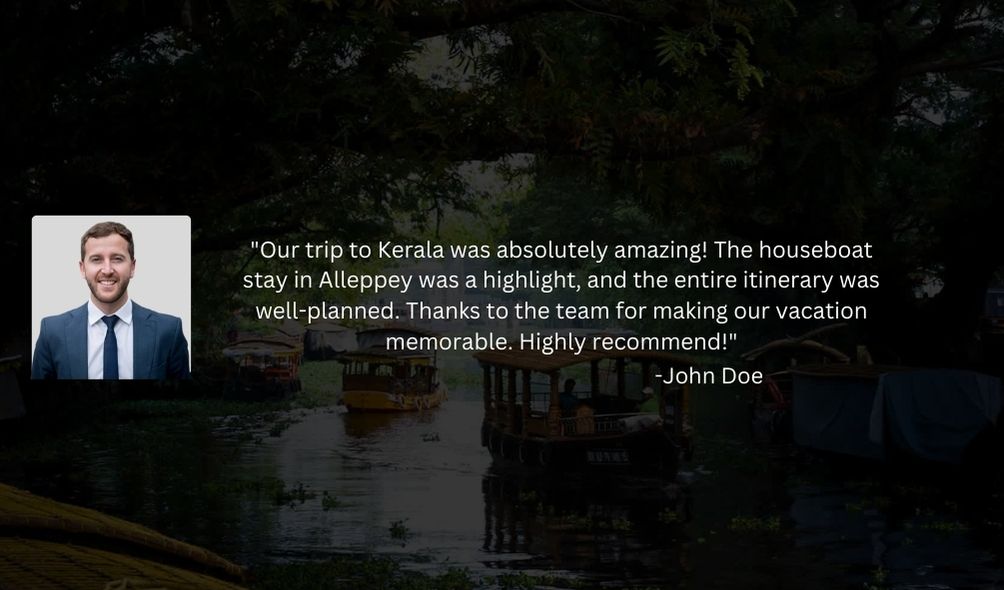 "Our trip to Kerala was absolutely amazing! The houseboat
stay in Alleppey was a highlight, and the entire itinerary was
well-planned. Thanks to the team for making our vacation
memorable. Highly recommend!"
-John Doe